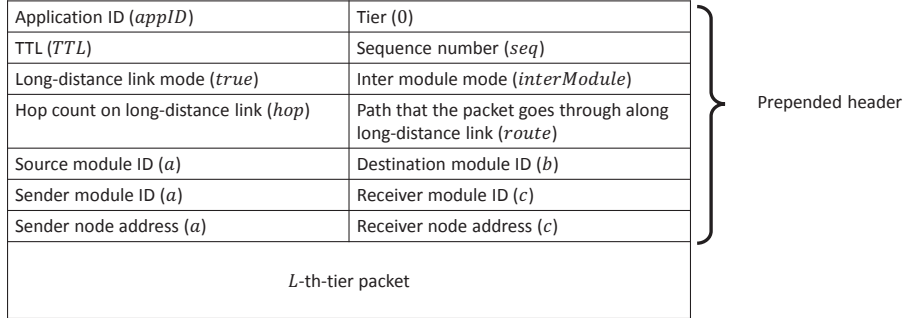 Application ID (appID) Tier (0)
TTL (TTL) Sequence number (seq)
Long-distance link mode (true) Inter module mode (interModule)
Hop count on long-distance link (hop) Path that the packet goes through along
long-distance link (route)
Source module ID (a) Destination module ID (b)
Sender module ID (a) Receiver module ID (c)
Sender node address (a) Receiver node address (c)
Prepended header
L-th-tier packet